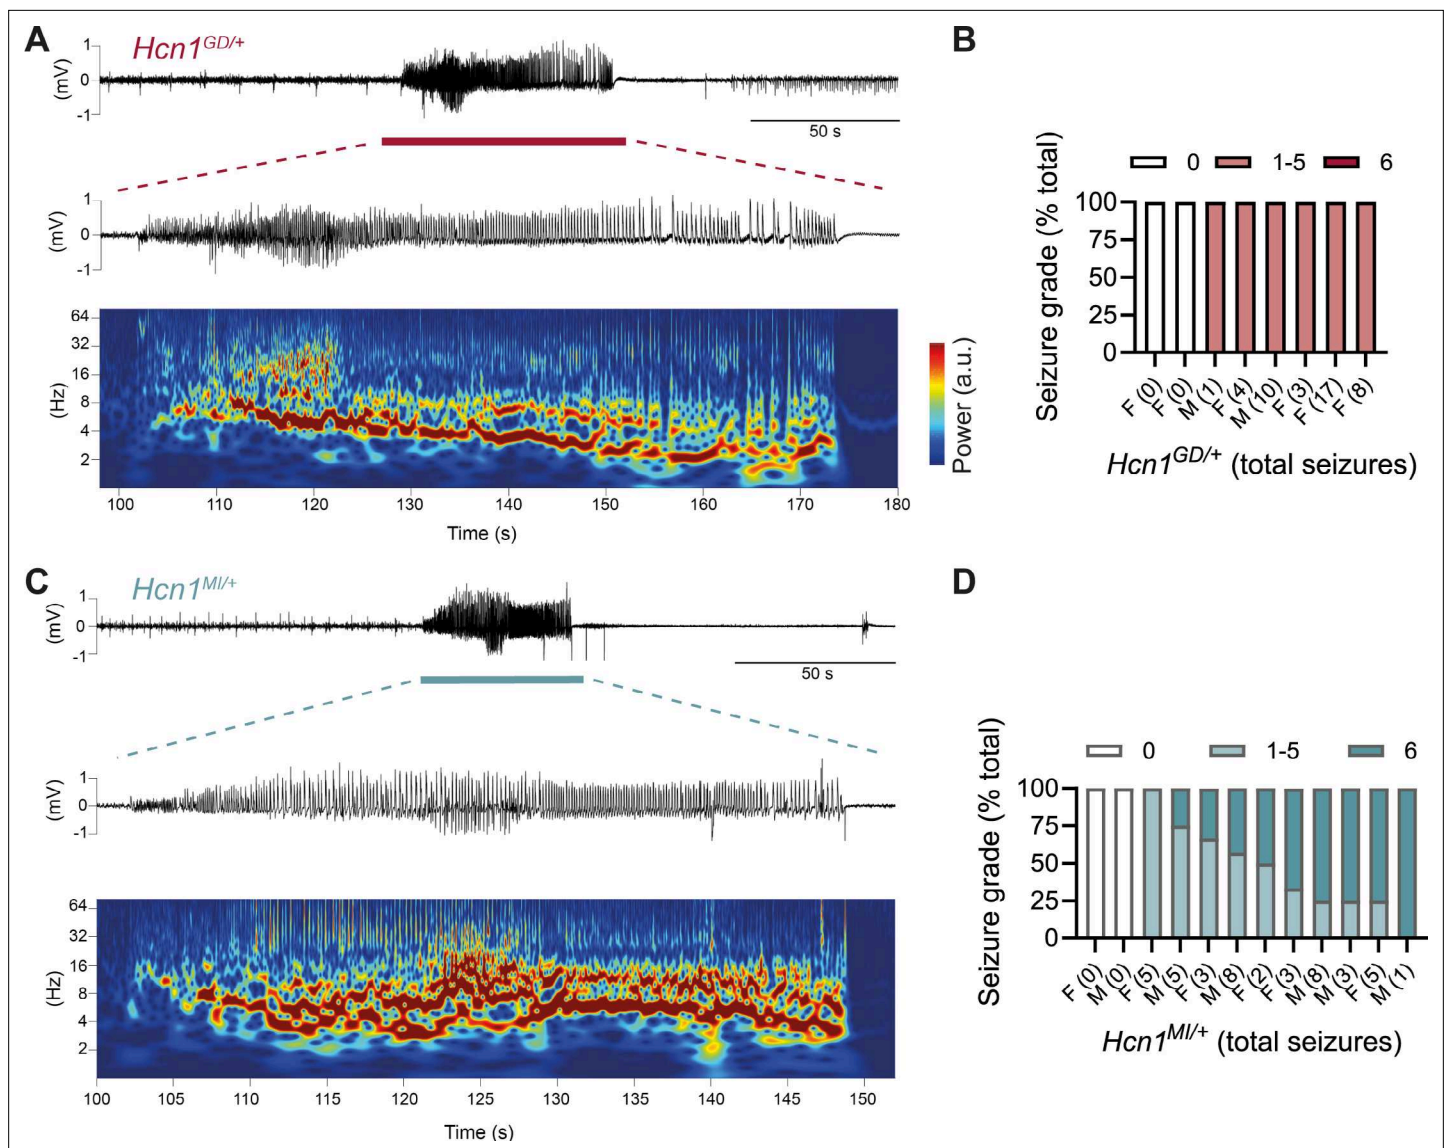 A
Hcn1GD/+
1
0
-1
(mV)
50 s
1
0
-1
(mV)
64
32
16
8
4
2
(Hz)
100 110 120 130 140 150 160 170 180
Time (s)
Power (a.u.)
B
0 1-5 6
Seizure grade (% total)
100
75
50
25
0
F (0) F (0) M (1) F (4) M (10) F (3) F (17) F (8)
Hcn1GD/+ (total seizures)
C
Hcn1MI/+
1
0
-1
(mV)
50 s
1
0
-1
(mV)
64
32
16
8
4
2
(Hz)
100 105 110 115 120 125 130 135 140 145 150
Time (s)
D
0 1-5 6
Seizure grade (% total)
100
75
50
25
0
F (0) M (0) F (5) M (5) F (3) M (8) F (2) F (3) M (8) M (3) F (5) M (1)
Hcn1MI/+ (total seizures)